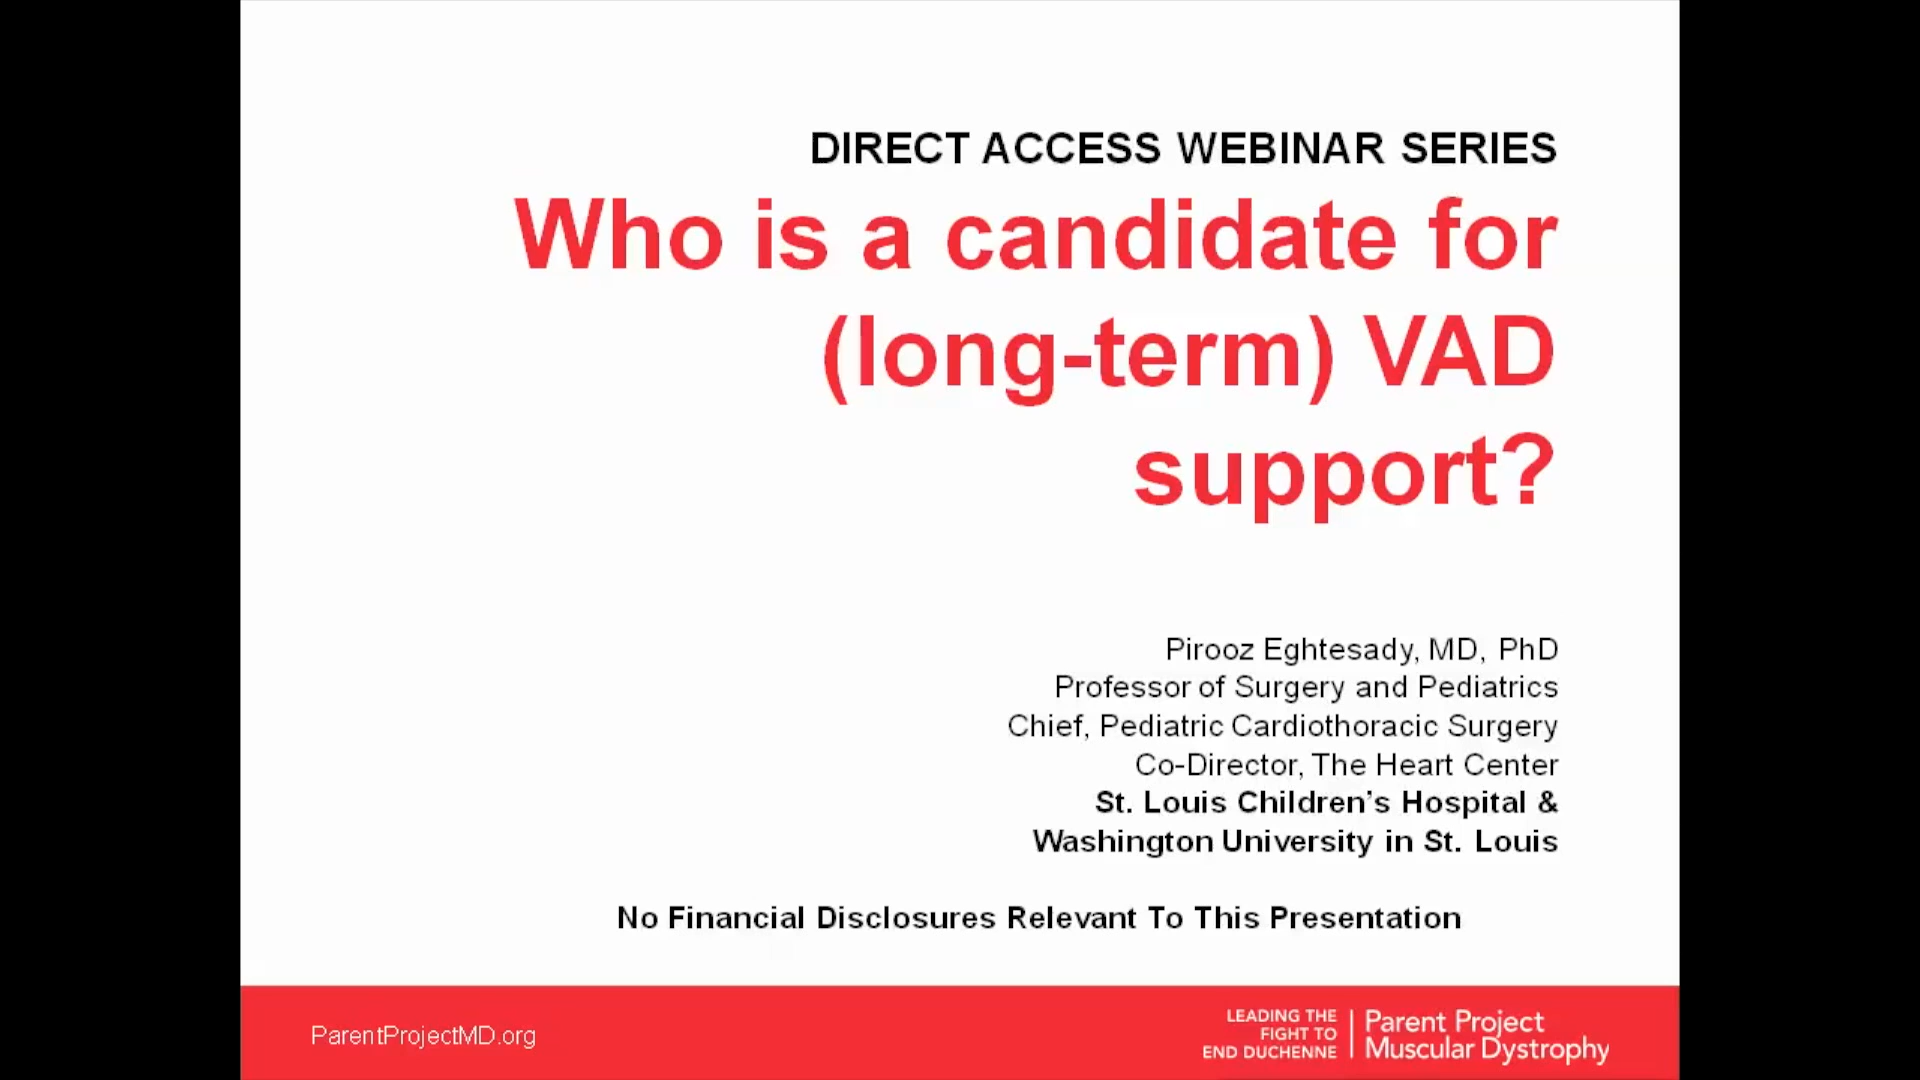 DIRECT ACCESS WEBINAR SERIES
Who is a candidate for
(long-term) VAD
support?
Pirooz Eghtesady, MD, PhD
Professor of Surgery and Pediatrics
Chief, Pediatric Cardiothoracic Surgery
Co-Director, The Heart Center
St. Louis Children’s Hospital &
Washington University in St. Louis
No Financial Disclosures Relevant To This Presentation
ParentProjectMD.org
LEADING THE
FIGHT TO
END DUCHENNE
Parent Project
Muscular Dystrophy